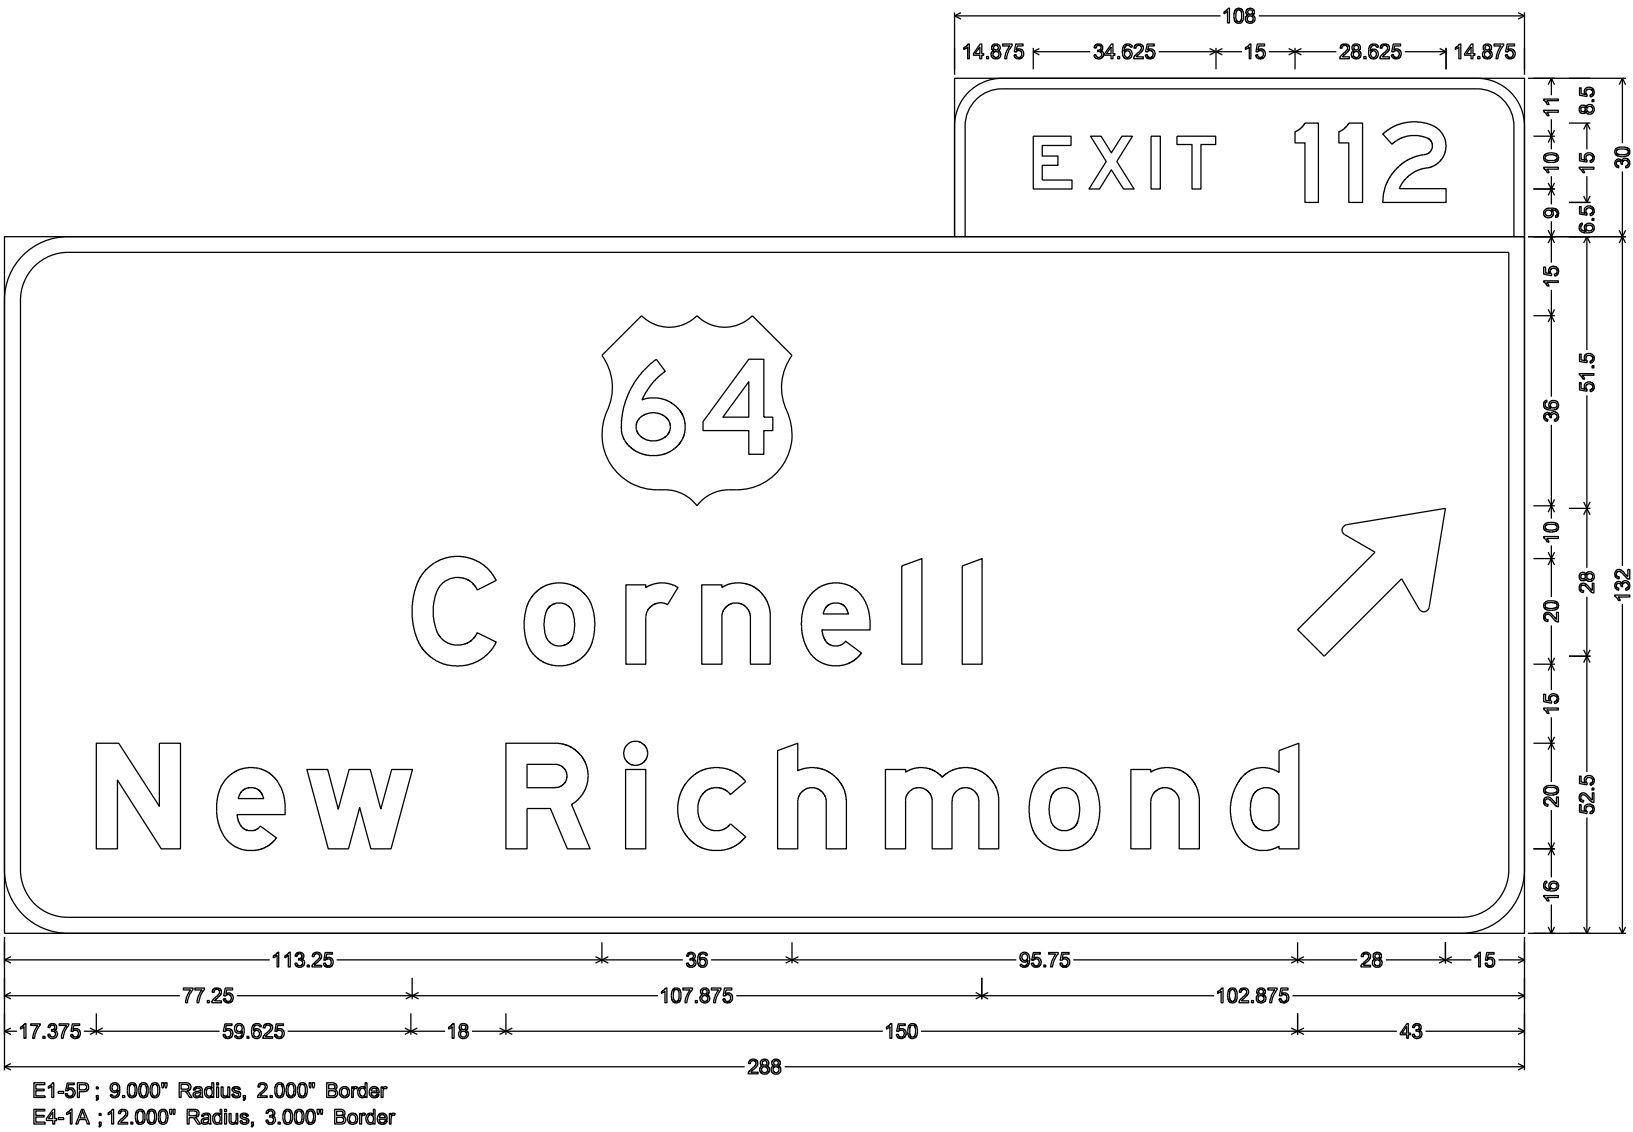 108
14.875 34.625 15 28.625 14.875
EXIT 112
11 10 9
8.5 15 6.5
30
64
Cornell
New Richmond
15 36 10 20 15 20 16
51.5 28 52.5
132
113.25 36 95.75 28 15
77.25 107.875 102.875
17.375 59.625 18 150 43
288
E1-5P ; 9.000" Radius, 2.000" Border
E4-1A ; 12.000" Radius, 3.000" Border